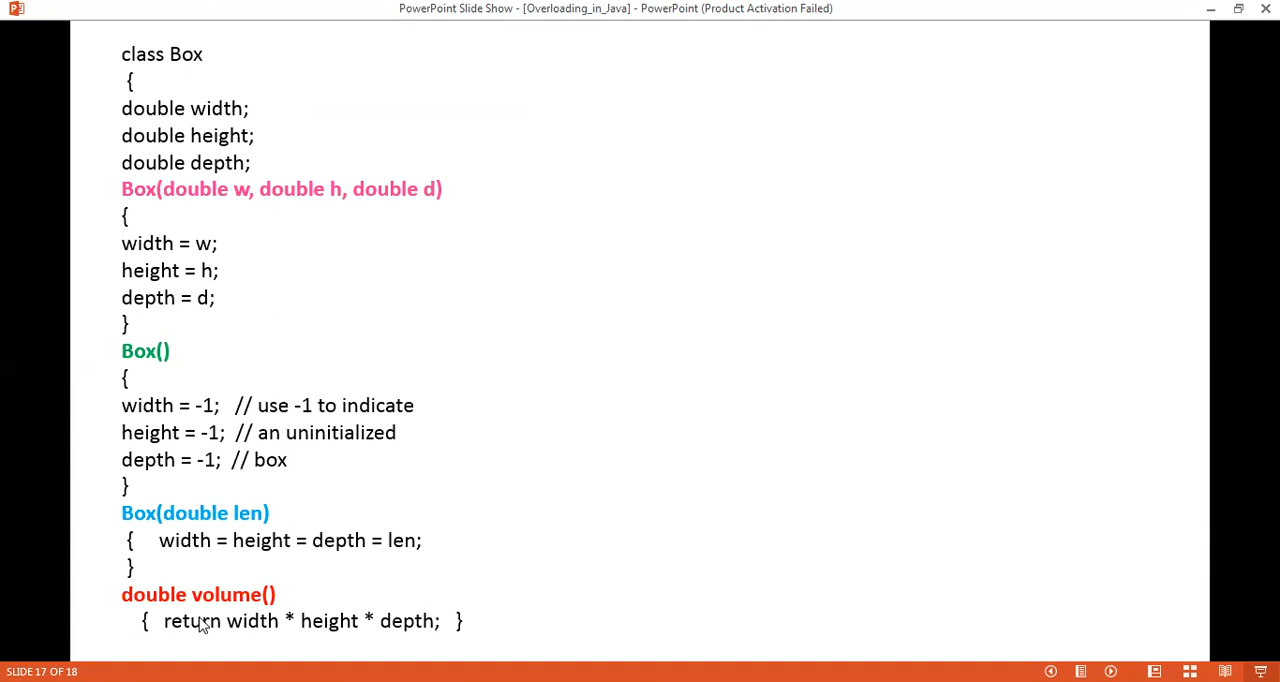 PowerPoint Slide Show - [Overloading_in_Java] - PowerPoint (Product Activation Failed)
class Box
{
double width;
double height;
double depth;
Box(double w, double h, double d)
{
width = w;
height = h;
depth = d;
}
Box()
{
width = -1; // use -1 to indicate
height = -1; // an uninitialized
depth = -1; // box
}
Box(double len)
{ width = height = depth = len;
}
double volume()
{ return width * height * depth; }
SLIDE 17 OF 18